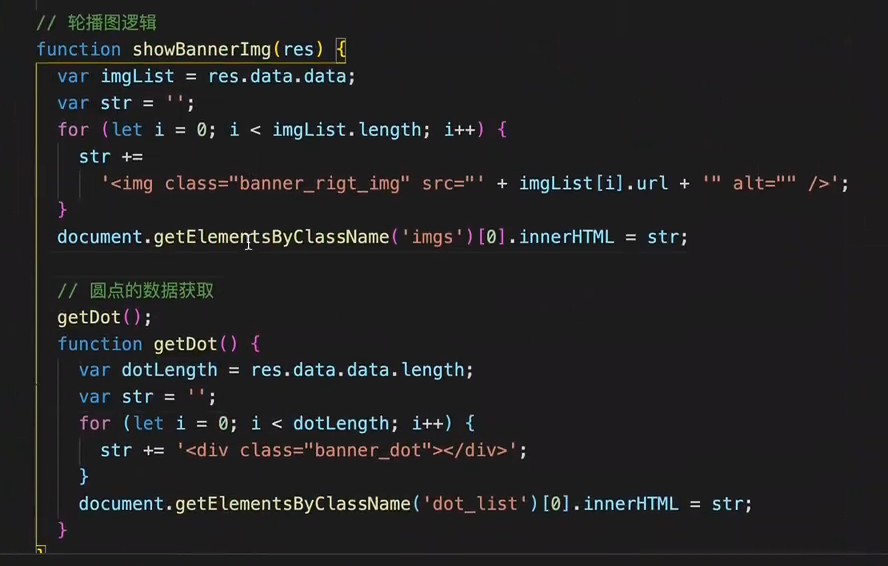 // 轮播图逻辑
function showBannerImg(res) {
var imgList = res.data.data;
var str = '';
for (let i = 0; i < imgList.length; i++) {
str +=
'<img class="banner_rigt_img" src="' + imgList[i].url + '" alt="" />';
}
document.getElementsByClassName('imgs')[0].innerHTML = str;
// 圆点的数据获取
getDot();
function getDot() {
var dotLength = res.data.data.length;
var str = '';
for (let i = 0; i < dotLength; i++) {
str += '<div class="banner_dot"></div>';
}
document.getElementsByClassName('dot_list')[0].innerHTML = str;
}
}